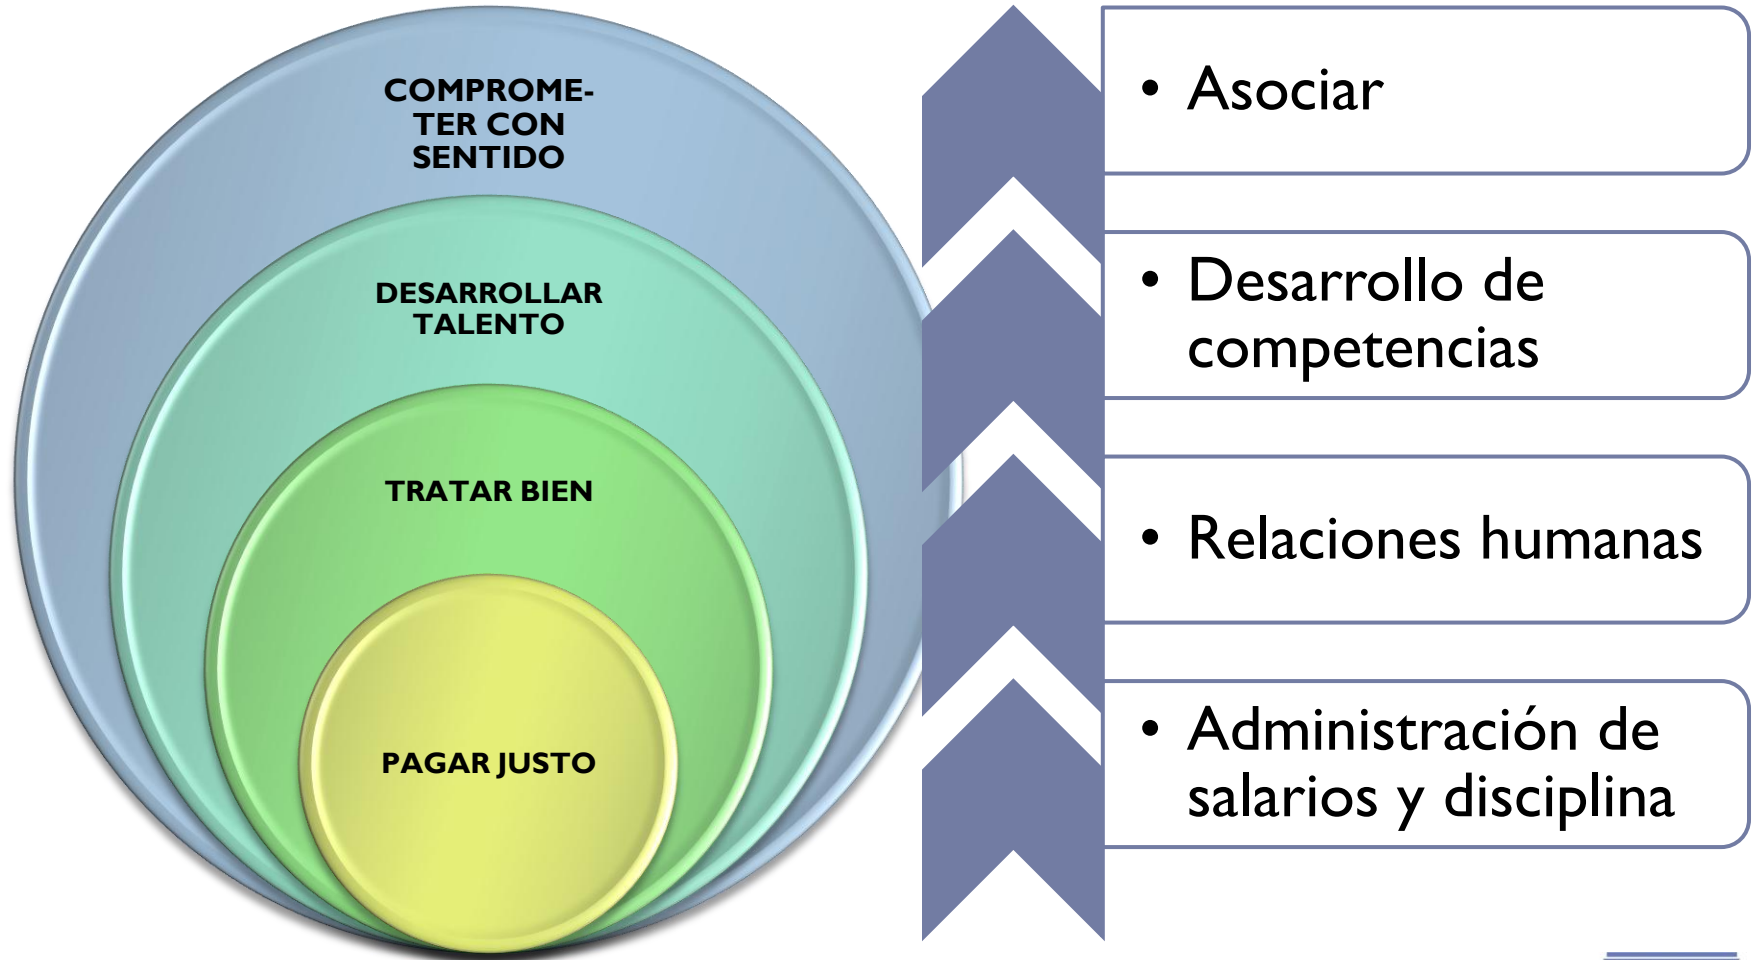 COMPROME-
TER CON
SENTIDO
DESARROLLAR
TALENTO
TRATAR BIEN
PAGAR JUSTO
• Asociar
• Desarrollo de
competencias
• Relaciones humanas
• Administración de
salarios y disciplina